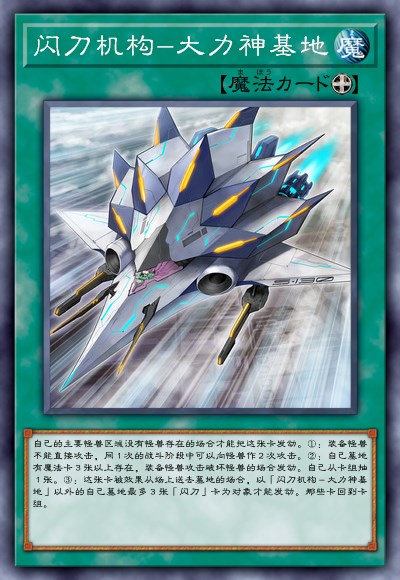 闪刀机构-大力神基地
魔
【魔法カード】
まほう
S-130
自己的主要怪兽区域没有怪兽存在的场合才能把这张卡发动。①：装备怪兽
不能直接攻击，同1次的战斗阶段中可以向怪兽作2次攻击。②：自己墓地
有魔法卡3张以上存在，装备怪兽攻击破坏怪兽的场合发动。自己从卡组抽
1张。③：这张卡被效果从场上送去墓地的场合，以「闪刀机构-大力神基
地」以外的自己墓地最多3张「闪刀」卡为对象才能发动。那些卡回到卡
组。